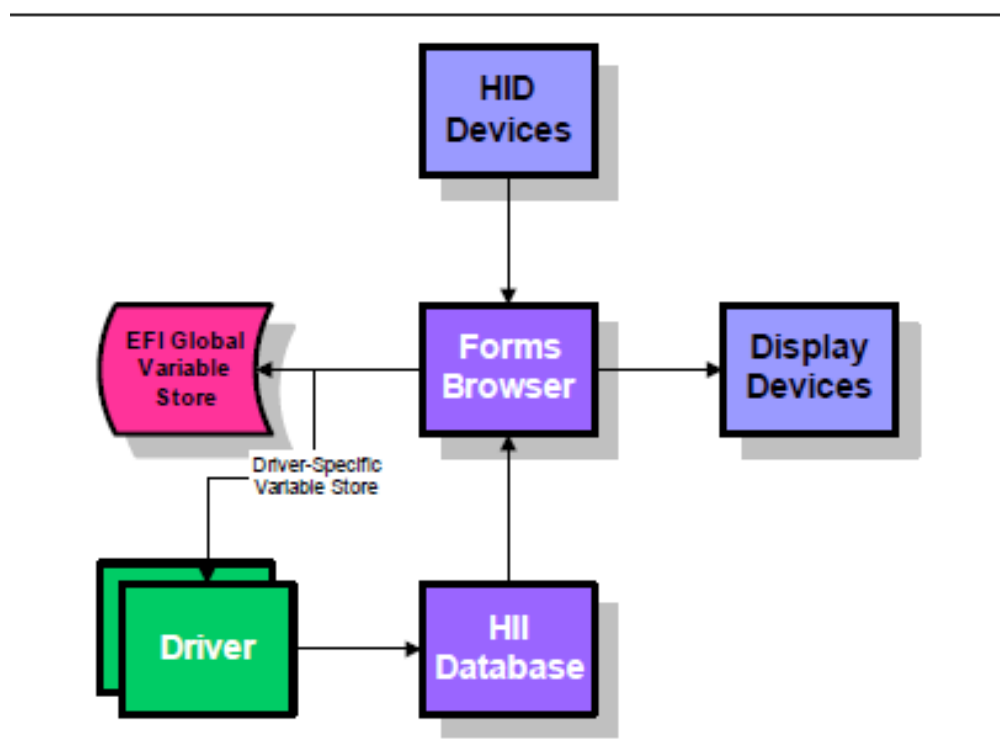 HID
Devices
EFI Global
Variable
Store
Forms
Browser
Display
Devices
Driver-Specific
Variable Store
Driver
HII
Database